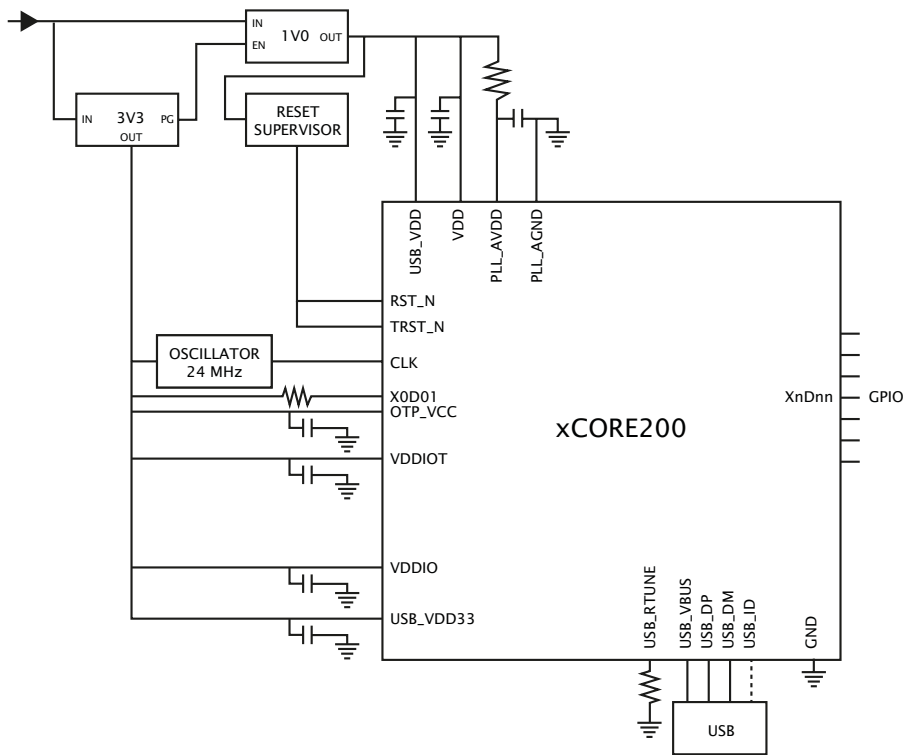 IN
1V0
OUT
EN
IN
3V3
PG
OUT
RESET
SUPERVISOR
USB_VDD
VDD
PLL_AVDD
PLL_AGND
RST_N
TRST_N
OSCILLATOR
24 MHz
CLK
X0D01
OTP_VCC
XnDnn
GPIO
xCORE200
VDDIOT
VDDIO
USB_VDD33
USB_RTUNE
USB_VBUS
USB_DP
USB_DM
USB_ID
GND
USB